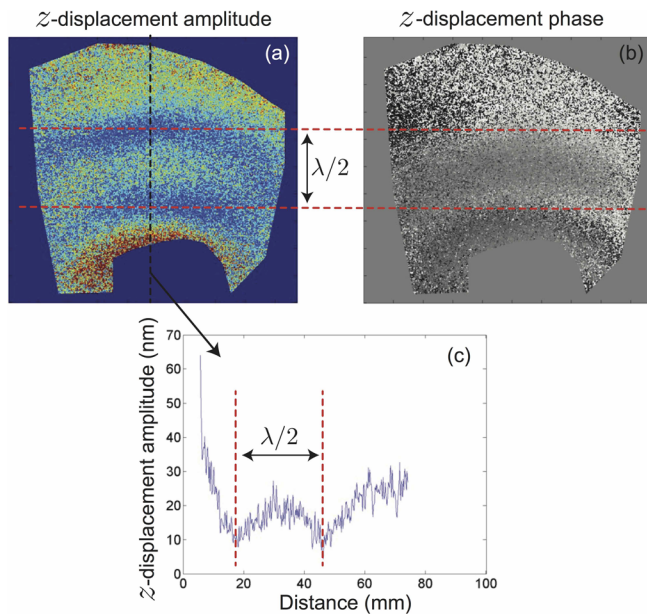 z-displacement amplitude
z-displacement phase
(a)
(b)
λ/2
70
60
50
40
30
20
10
0
z-displacement amplitude (nm)
(c)
λ/2
0
20
40
60
80
100
Distance (mm)